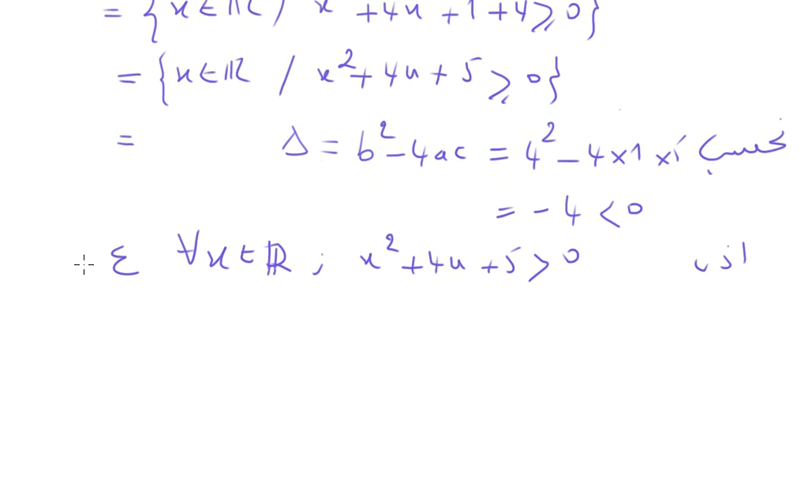 = {x∈ℝ / x²+4x+1+4⩾0}
= {x∈ℝ / x²+4x+5⩾0}
= Δ = b²-4ac = 4²-4×1×5 نحسب
= -4<0
ع ∀x∈ℝ ; x²+4x+5>0 اذن